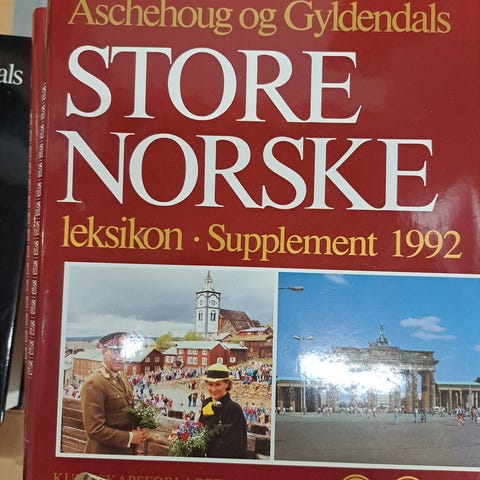 Aschehoug og Gyldendals
STORE
NORSKE
leksikon · Supplement 1992
als